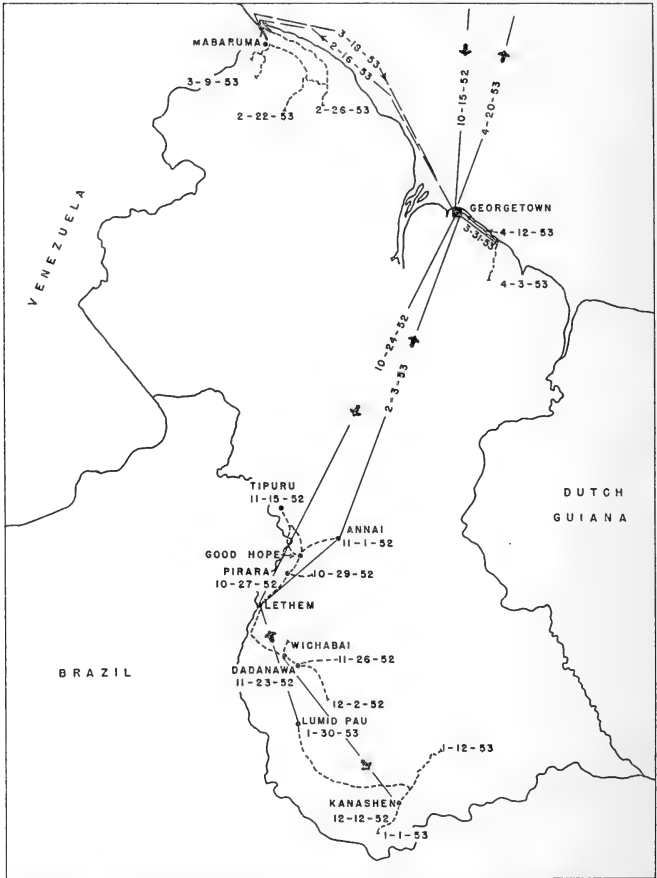 MABARUMA
3-18-53
2-16-53
3-9-53
2-22-53
2-26-53
10-15-52
4-20-53
VENEZUELA
GEORGETOWN
4-12-53
3-31-53
4-3-53
10-24-52
2-3-53
TIPURU
11-15-52
DUTCH
GUIANA
ANNAI
11-1-52
GOOD HOPE
PIRARA
10-27-52
10-29-52
LETHEM
WICHABAI
11-26-52
BRAZIL
DADANAWA
11-23-52
12-2-52
LUMID PAU
1-30-53
1-12-53
KANASHEN
12-12-52
1-1-53